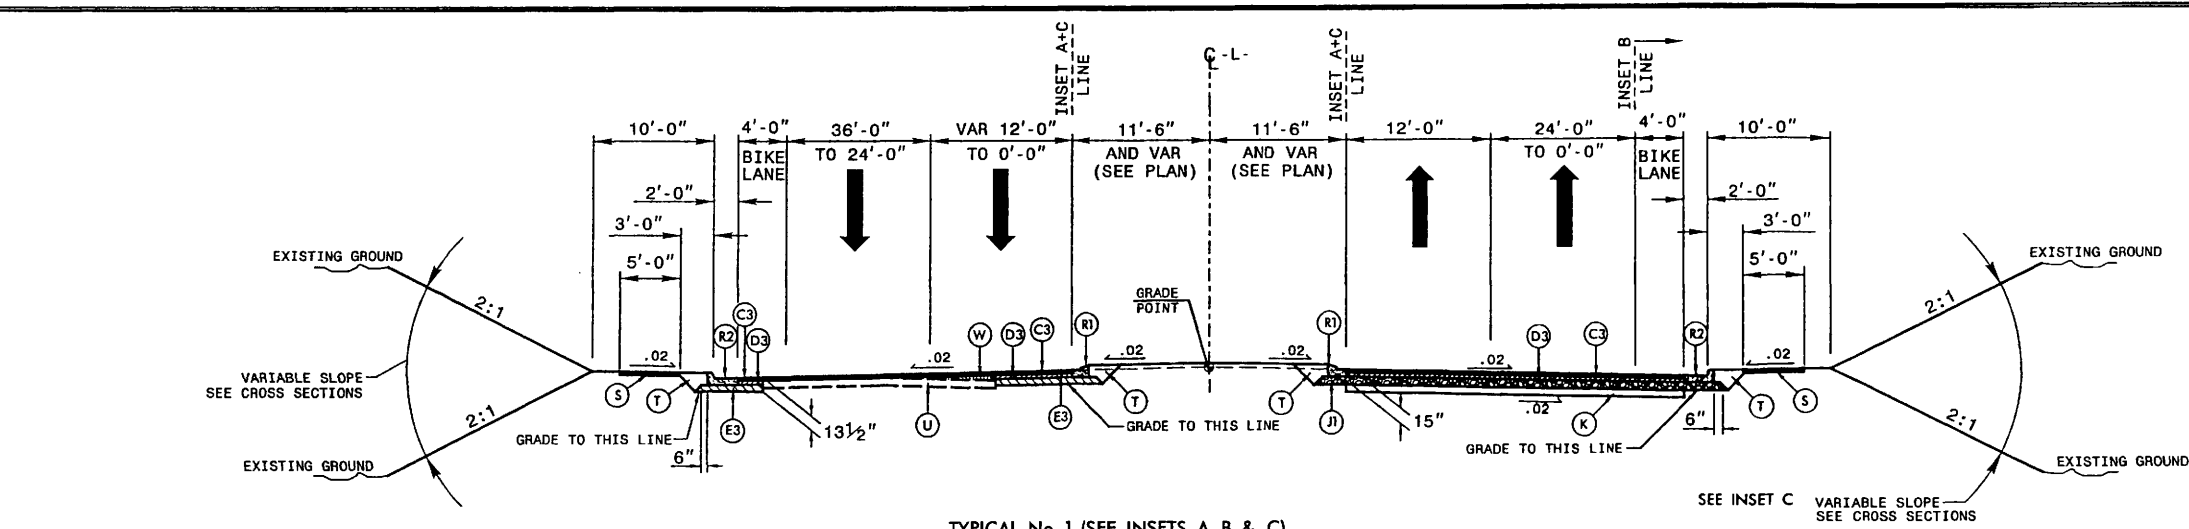 INSET A+C
LINE
C-L-
INSET A+C
LINE
INSET B
LINE
10'-0"
4'-0"
BIKE
LANE
36'-0"
TO 24'-0"
VAR 12'-0"
TO 0'-0"
11'-6"
AND VAR
(SEE PLAN)
11'-6"
AND VAR
(SEE PLAN)
12'-0"
24'-0"
TO 0'-0"
4'-0"
BIKE
LANE
10'-0"
2'-0"
2'-0"
3'-0"
3'-0"
5'-0"
5'-0"
EXISTING GROUND
EXISTING GROUND
2:1
2:1
GRADE
POINT
R2
C3
D3
W
D3
C3
R1
R1
D3
C3
R2
.02
.02
.02
.02
.02
.02
VARIABLE SLOPE
SEE CROSS SECTIONS
S
T
E3
13½"
U
E3
T
T
J1
15"
.02
K
6"
T
S
2:1
2:1
GRADE TO THIS LINE
GRADE TO THIS LINE
GRADE TO THIS LINE
6"
EXISTING GROUND
EXISTING GROUND
SEE INSET C
VARIABLE SLOPE
SEE CROSS SECTIONS
TYPICAL No. 1 (SEE INSETS A, B & C)